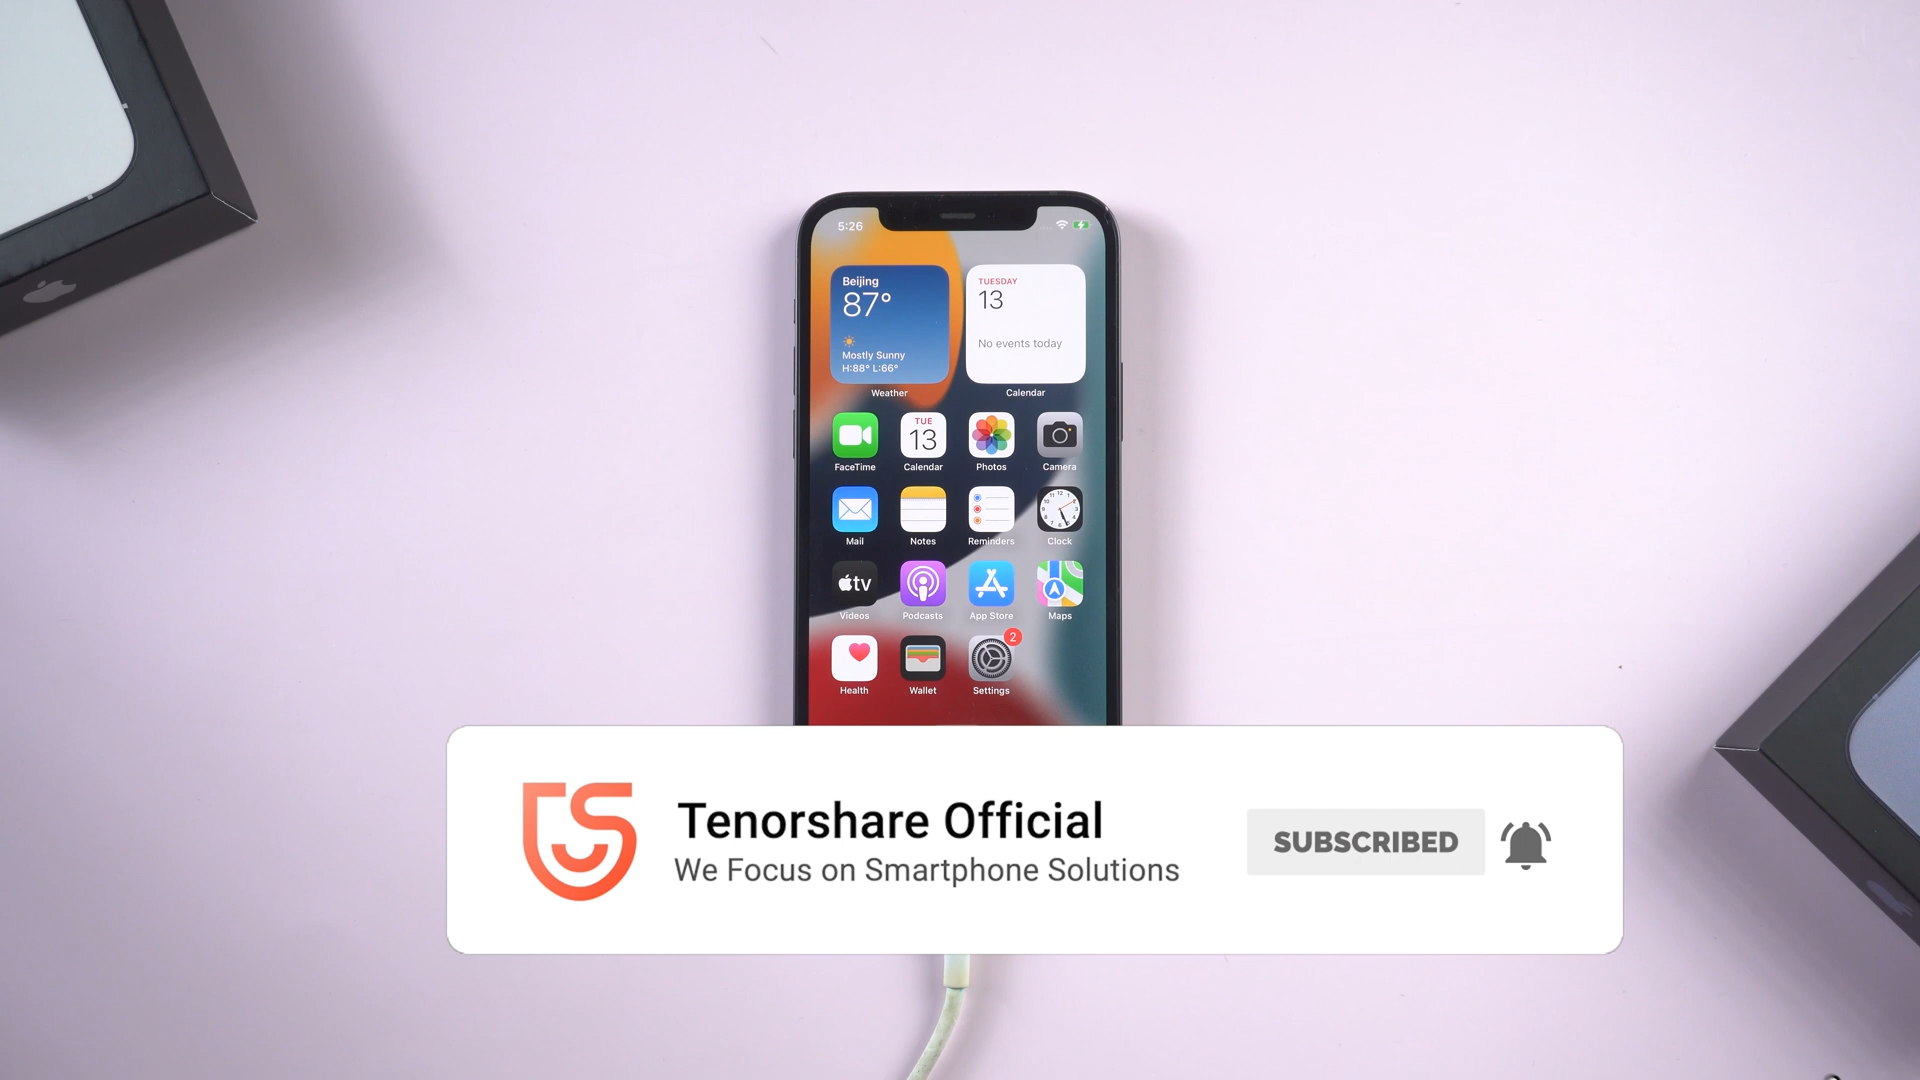 5:26
Beijing
87°
Mostly Sunny
H:88° L:66°
Weather
TUESDAY
13
No events today
Calendar
TUE
13
FaceTime
Calendar
Photos
Camera
Mail
Notes
Reminders
Clock
tv
Videos
Podcasts
App Store
Maps
2
Health
Wallet
Settings
Tenorshare Official
We Focus on Smartphone Solutions
SUBSCRIBED